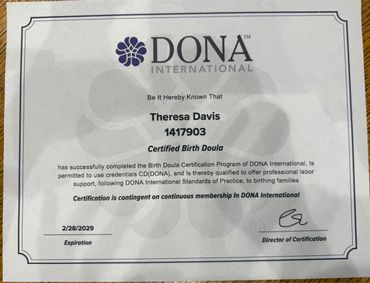 DONA™
INTERNATIONAL
Be It Hereby Known That
Theresa Davis
1417903
Certified Birth Doula
has successfully completed the Birth Doula Certification Program of DONA International, is
permitted to use credentials CD(DONA), and is thereby qualified to offer professional labor
support, following DONA International Standards of Practice, to birthing families
Certification is contingent on continuous membership in DONA International
2/28/2029
Expiration
Director of Certification